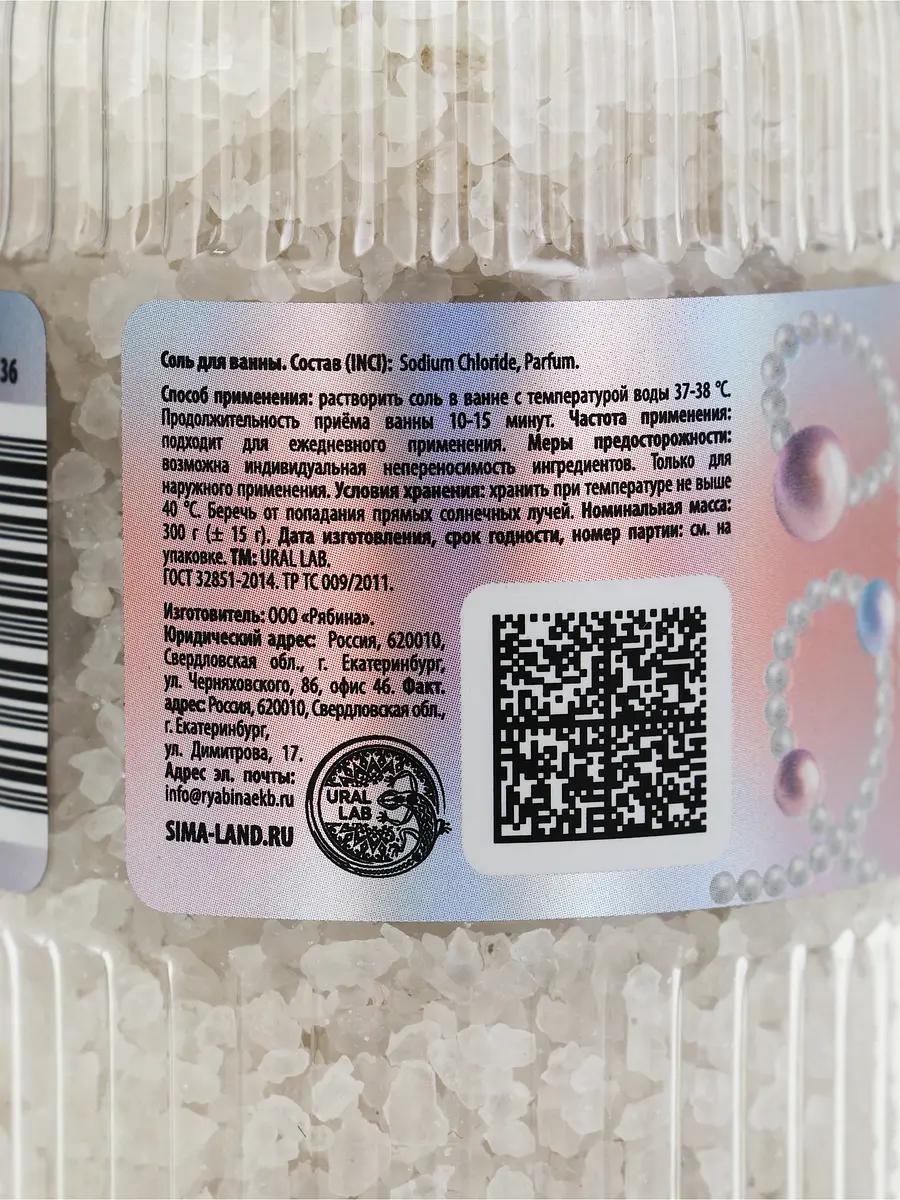 36
Соль для ванны. Состав (INCI): Sodium Chloride, Parfum.
Способ применения: растворить соль в ванне с температурой воды 37-38 °С.
Продолжительность приёма ванны 10-15 минут. Частота применения:
подходит для ежедневного применения. Меры предосторожности:
возможна индивидуальная непереносимость ингредиентов. Только для
наружного применения. Условия хранения: хранить при температуре не выше
40 °С. Беречь от попадания прямых солнечных лучей. Номинальная масса:
300 г (± 15 г). Дата изготовления, срок годности, номер партии: см. на
упаковке. ТМ: URAL LAB.
ГОСТ 32851-2014. ТР ТС 009/2011.
Изготовитель: ООО «Рябина».
Юридический адрес: Россия, 620010,
Свердловская обл., г. Екатеринбург,
ул. Черняховского, 86, офис 46. Факт.
адрес: Россия, 620010, Свердловская обл.,
г. Екатеринбург,
ул. Димитрова, 17.
Адрес эл. почты:
info@ryabinaekb.ru
SIMA-LAND.RU
URAL
LAB